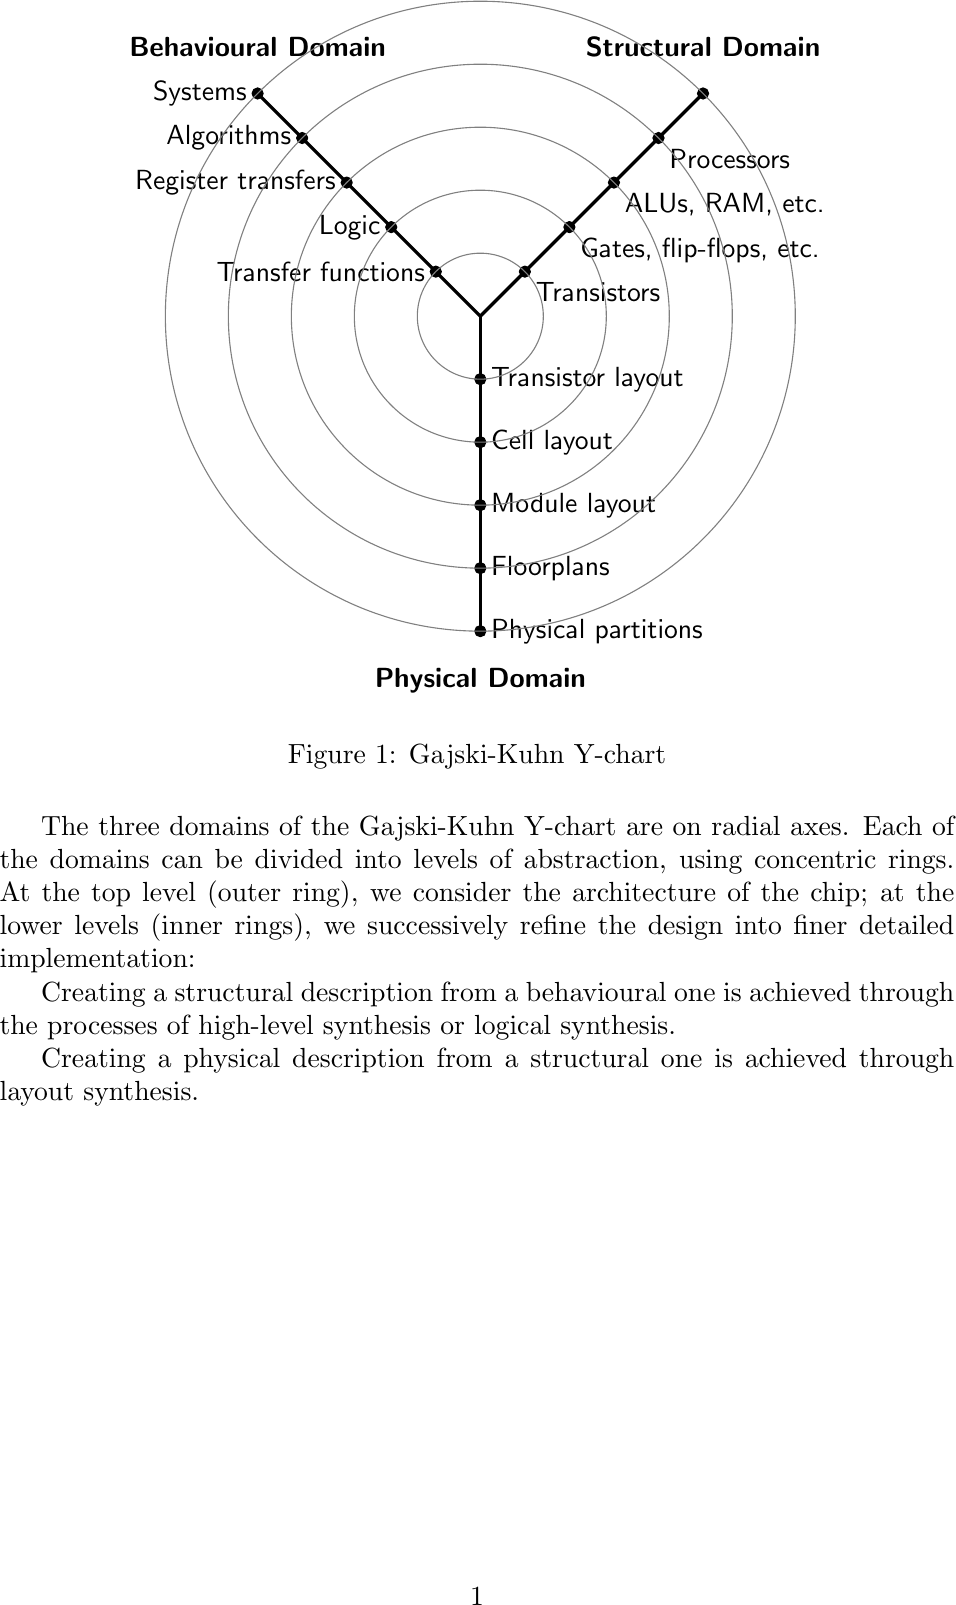 Behavioural Domain
Structural Domain
Systems
Algorithms
Processors
Register transfers
ALUs, RAM, etc.
Logic
Gates, flip-flops, etc.
Transfer functions
Transistors
Transistor layout
Cell layout
Module layout
Floorplans
Physical partitions
Physical Domain
Figure 1: Gajski-Kuhn Y-chart
The three domains of the Gajski-Kuhn Y-chart are on radial axes. Each of
the domains can be divided into levels of abstraction, using concentric rings.
At the top level (outer ring), we consider the architecture of the chip; at the
lower levels (inner rings), we successively refine the design into finer detailed
implementation:
Creating a structural description from a behavioural one is achieved through
the processes of high-level synthesis or logical synthesis.
Creating a physical description from a structural one is achieved through
layout synthesis.
1